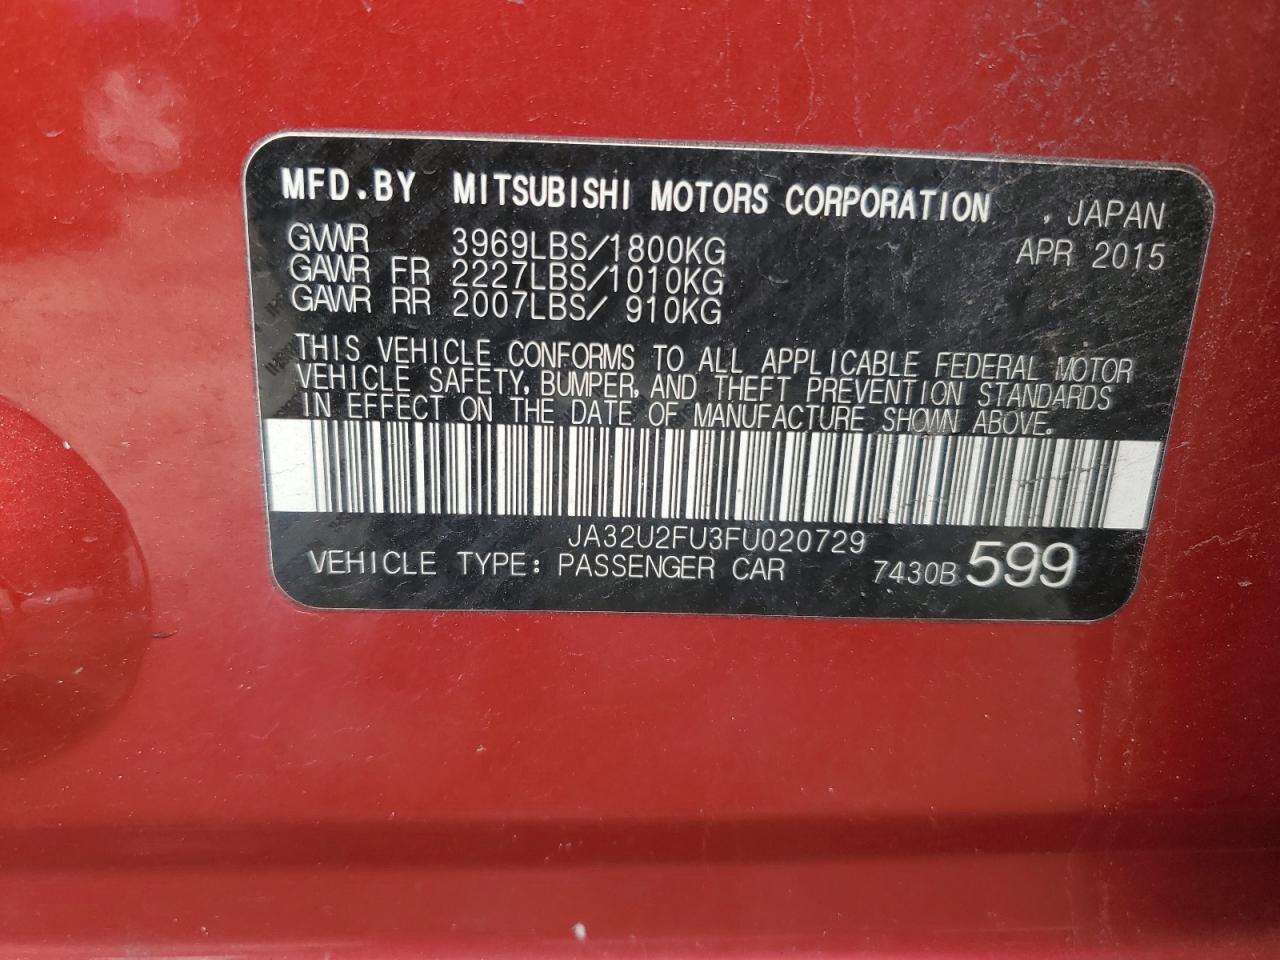 MFD.BY MITSUBISHI MOTORS CORPORATION , JAPAN
GVWR 3969LBS/1800KG APR 2015
GAWR FR 2227LBS/1010KG
GAWR RR 2007LBS/ 910KG
THIS VEHICLE CONFORMS TO ALL APPLICABLE FEDERAL MOTOR
VEHICLE SAFETY, BUMPER, AND THEFT PREVENTION STANDARDS
IN EFFECT ON THE DATE OF MANUFACTURE SHOWN ABOVE.
JA32U2FU3FU020729
VEHICLE TYPE: PASSENGER CAR 7430B 599